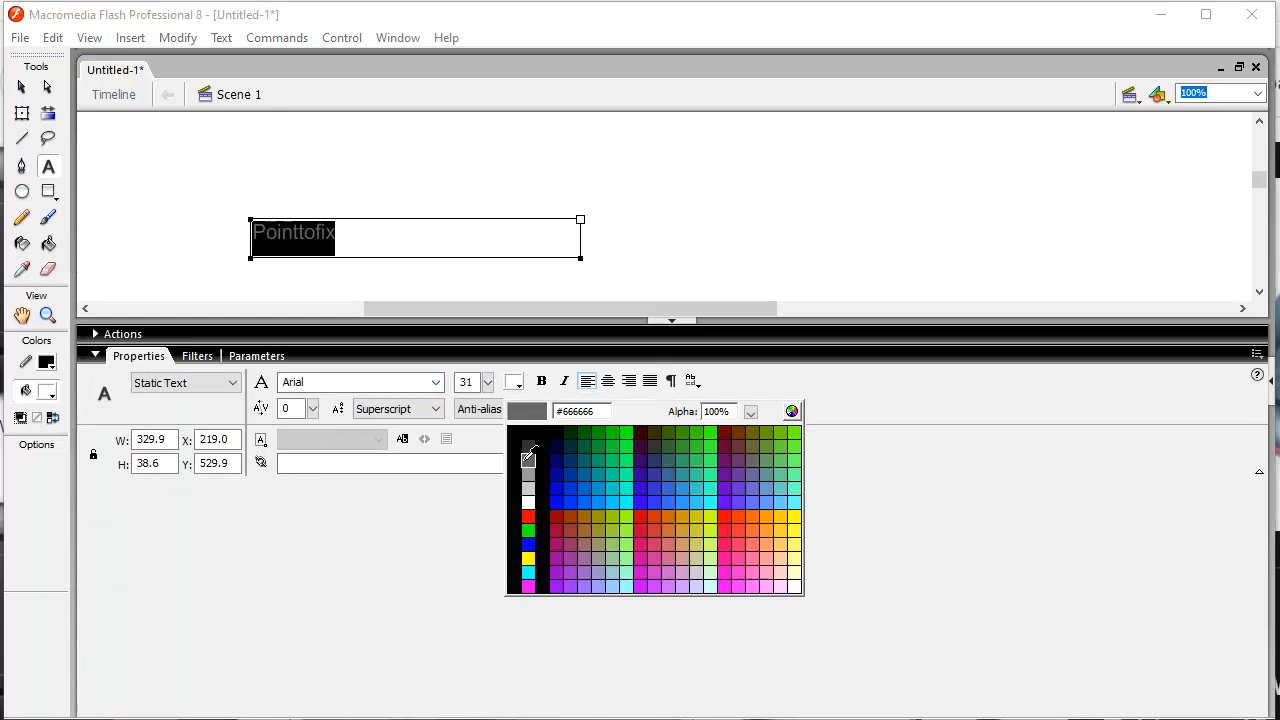 Macromedia Flash Professional 8 - [Untitled-1*]
File Edit View Insert Modify Text Commands Control Window Help
Tools
Untitled-1*
Timeline
Scene 1
100%
A
Pointtofix
View
Colors
Options
Actions
Properties Filters Parameters
A Static Text A Arial 31 B I
A/V 0 Superscript Anti-alias
#666666 Alpha: 100%
W: 329.9 X: 219.0
H: 38.6 Y: 529.9